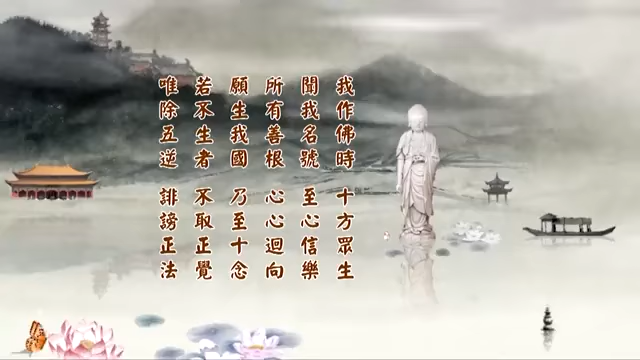 我作佛時 十方眾生
聞我名號 至心信樂
所有善根 心心迴向
願生我國 乃至十念
若不生者 不取正覺
唯除五逆 誹謗正法